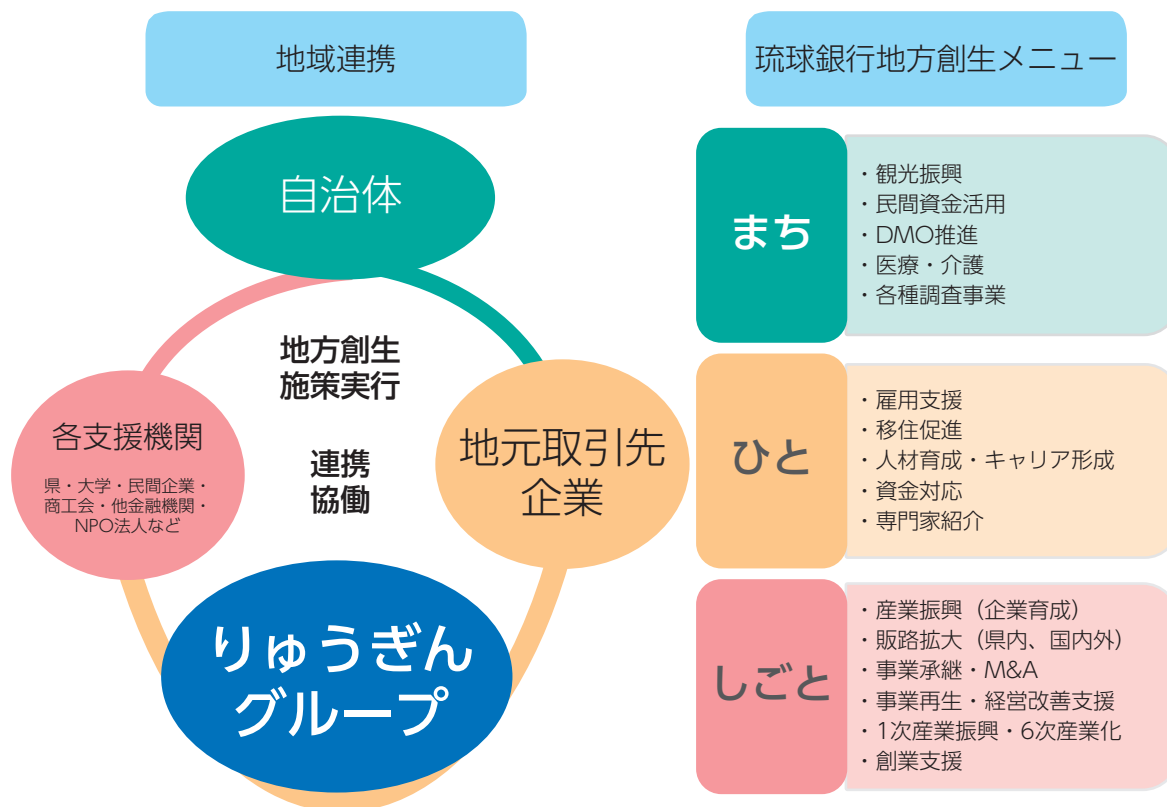 地域連携
自治体
地方創生
施策実行
連携
協働
各支援機関
県・大学・民間企業・
商工会・他金融機関・
NPO法人など
地元取引先
企業
りゅうぎん
グループ
琉球銀行地方創生メニュー
まち
・観光振興
・民間資金活用
・DMO推進
・医療・介護
・各種調査事業
ひと
・雇用支援
・移住促進
・人材育成・キャリア形成
・資金対応
・専門家紹介
しごと
・産業振興（企業育成）
・販路拡大（県内、国内外）
・事業承継・M&A
・事業再生・経営改善支援
・1次産業振興・6次産業化
・創業支援